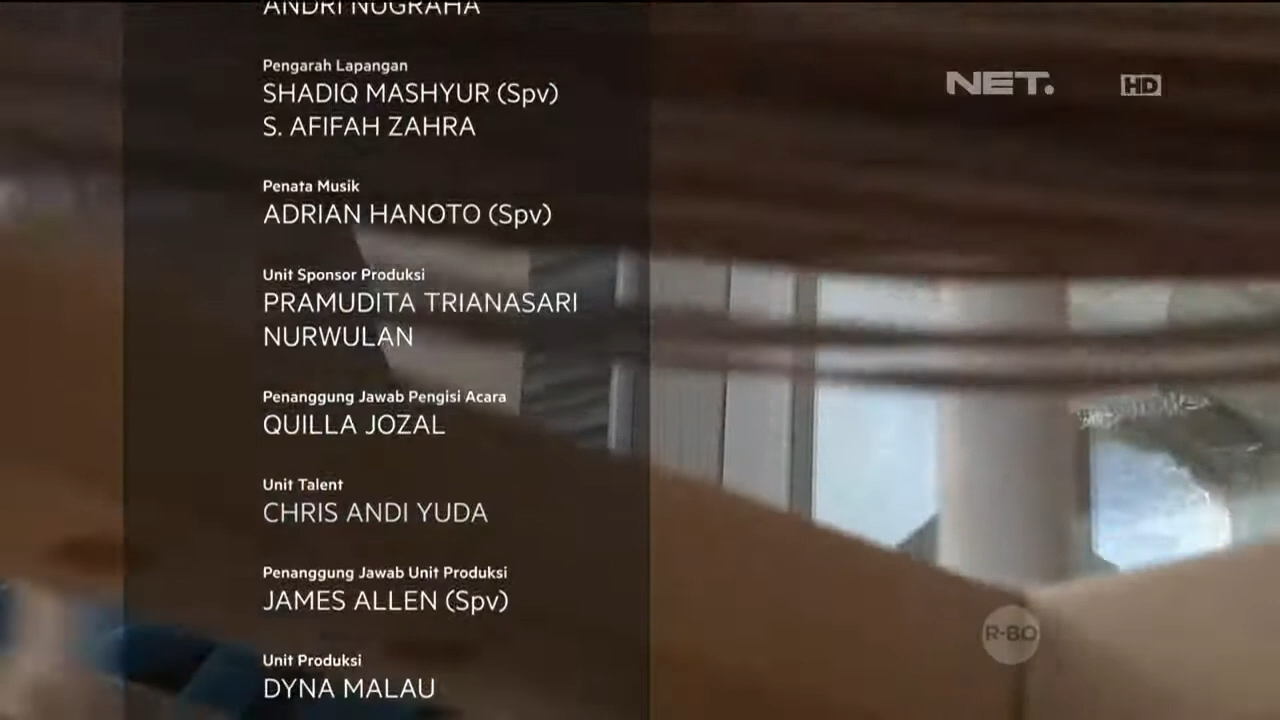 ANDRI NUGRAHA
Pengarah Lapangan
SHADIQ MASHYUR (Spv)
S. AFIFAH ZAHRA
Penata Musik
ADRIAN HANOTO (Spv)
Unit Sponsor Produksi
PRAMUDITA TRIANASARI
NURWULAN
Penanggung Jawab Pengisi Acara
QUILLA JOZAL
Unit Talent
CHRIS ANDI YUDA
Penanggung Jawab Unit Produksi
JAMES ALLEN (Spv)
Unit Produksi
DYNA MALAU
NET.
HD
R-BO